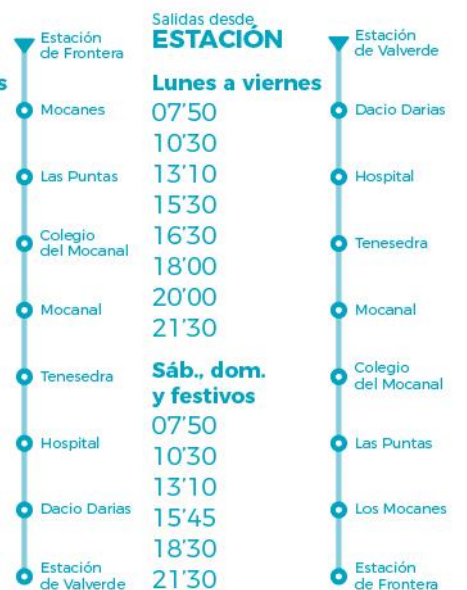 Estación
de Frontera
Mocanes
Las Puntas
Colegio
del Mocanal
Mocanal
Tenesedra
Hospital
Dacio Darias
Estación
de Valverde
s
Salidas desde
ESTACIÓN
Lunes a viernes
07'50
10'30
13'10
15'30
16'30
18'00
20'00
21'30
Sáb., dom.
y festivos
07'50
10'30
13'10
15'45
18'30
21'30
Estación
de Valverde
Dacio Darias
Hospital
Tenesedra
Mocanal
Colegio
del Mocanal
Las Puntas
Los Mocanes
Estación
de Frontera